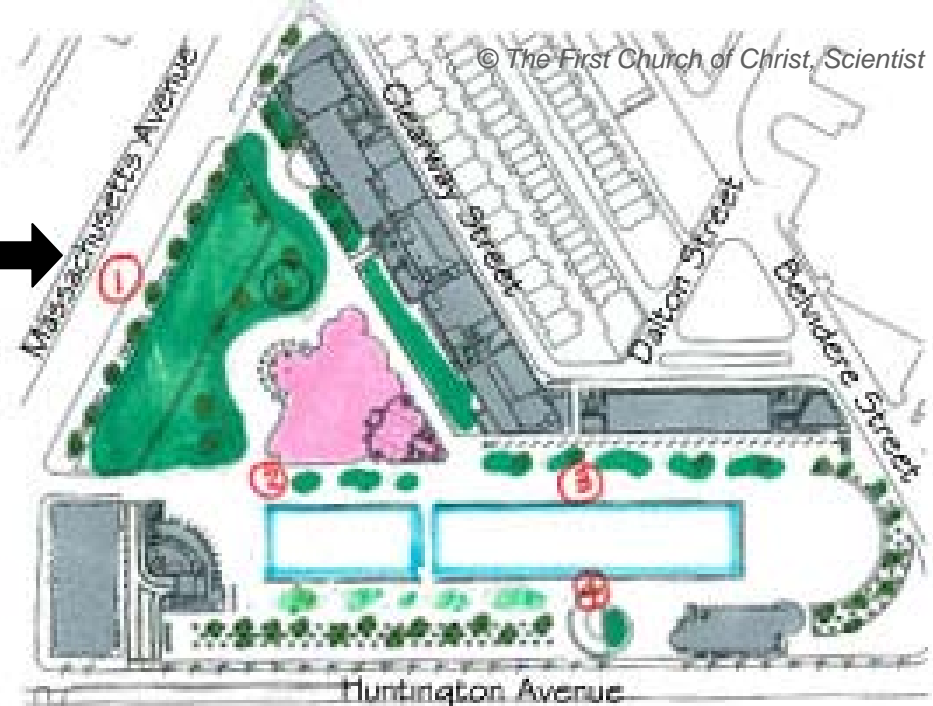 © The First Church of Christ, Scientist
Massachusetts Avenue
Clearway Street
Dalton Street
Belvidere Street
1
2
3
4
Huntington Avenue